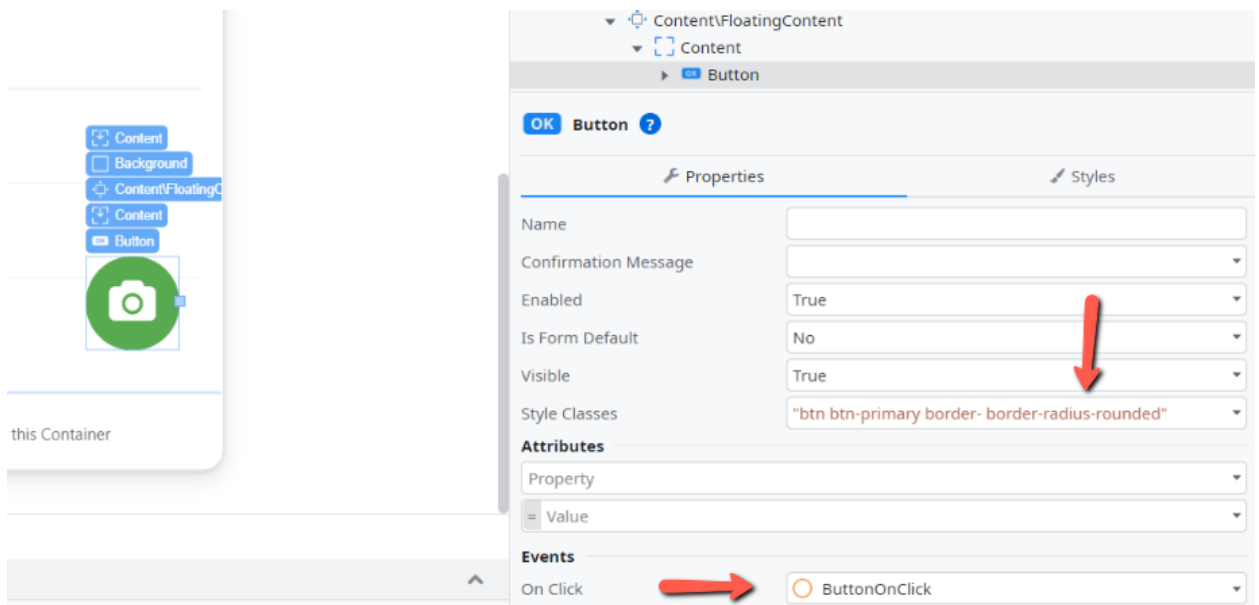 Content\FloatingContent
Content
OK Button
OK Button ?
Properties
Styles
Name
Confirmation Message
Enabled True
Is Form Default No
Visible True
Style Classes "btn btn-primary border- border-radius-rounded"
Attributes
Property
= Value
Events
On Click ButtonOnClick
Content
Background
Content\FloatingC
Content
OK Button
this Container